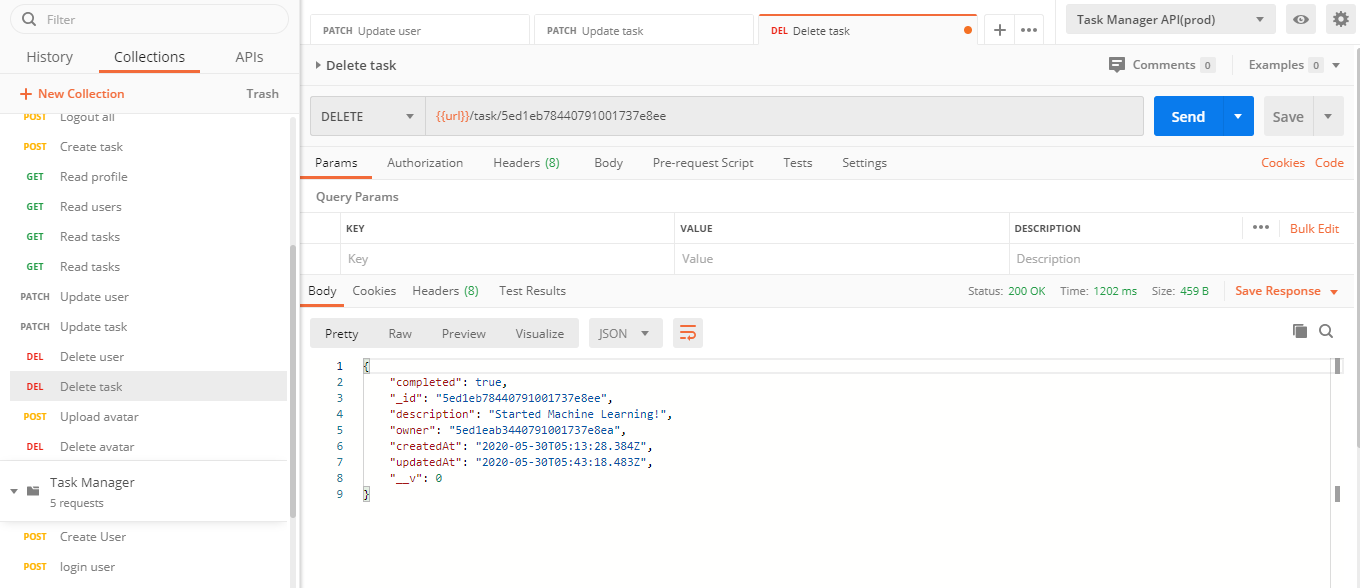 Filter
History Collections APIs
New Collection Trash
POST Logout all
POST Create task
GET Read profile
GET Read users
GET Read tasks
GET Read tasks
PATCH Update user
PATCH Update task
DEL Delete user
DEL Delete task
POST Upload avatar
DEL Delete avatar
Task Manager
5 requests
POST Create User
POST login user
PATCH Update user PATCH Update task DEL Delete task Task Manager API(prod)
Delete task Comments 0 Examples 0
DELETE {{url}}/task/5ed1eb78440791001737e8ee Send Save
Params Authorization Headers (8) Body Pre-request Script Tests Settings Cookies Code
Query Params
KEY VALUE DESCRIPTION Bulk Edit
Key Value Description
Body Cookies Headers (8) Test Results Status: 200 OK Time: 1202 ms Size: 459 B Save Response
Pretty Raw Preview Visualize JSON
1 {
2 "completed": true,
3 "_id": "5ed1eb78440791001737e8ee",
4 "description": "Started Machine Learning!",
5 "owner": "5ed1eab3440791001737e8ea",
6 "createdAt": "2020-05-30T05:13:28.384Z",
7 "updatedAt": "2020-05-30T05:43:18.483Z",
8 "__v": 0
9 }